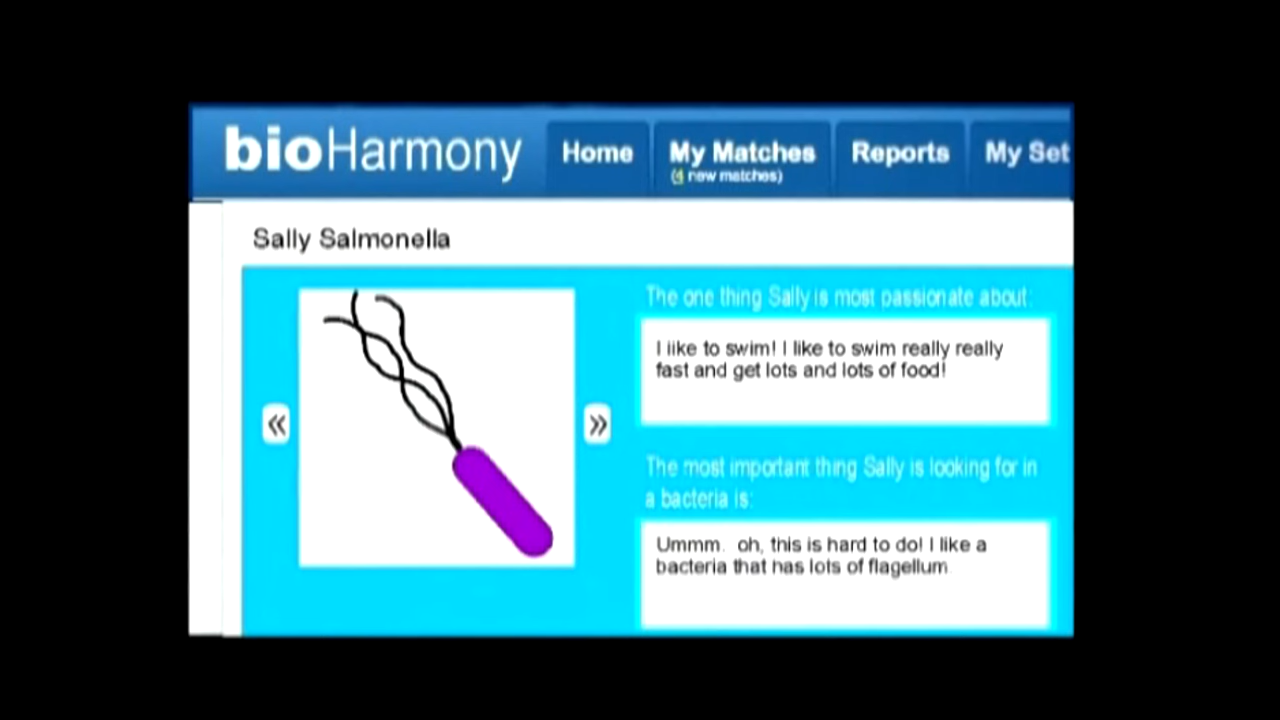 bioHarmony
Home
My Matches
(4 new matches)
Reports
My Set
Sally Salmonella
The one thing Sally is most passionate about:
I like to swim! I like to swim really really
fast and get lots and lots of food!
The most important thing Sally is looking for in
a bacteria is:
Ummm. oh, this is hard to do! I like a
bacteria that has lots of flagellum